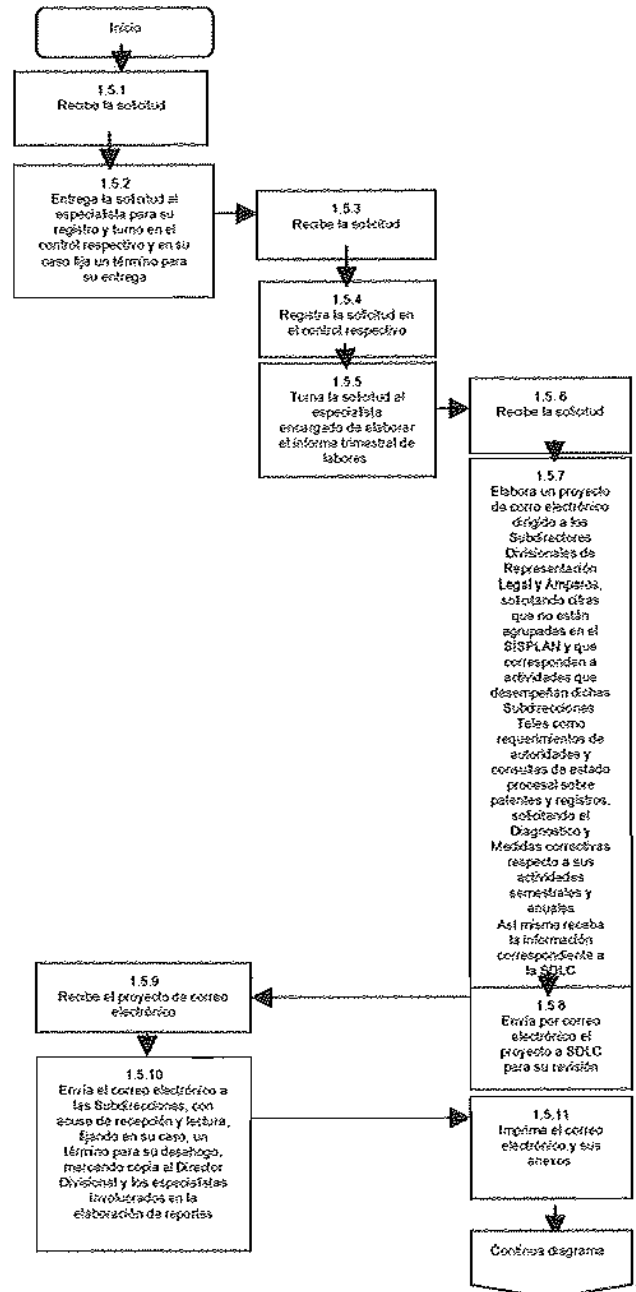 Inicio
1.5.1
Recibe la solicitud
1.5.2
Entrega la solicitud al
especialista para su
registro y turno en el
control respectivo y en su
caso fija un término para
su entrega
1.5.3
Recibe la solicitud
1.5.4
Registra la solicitud en
el control respectivo
1.5.5
Turna la solicitud al
especialista
encargado de elaborar
el informe trimestral de
labores
1.5.6
Recibe la solicitud
1.5.7
Elabora un proyecto
de corro electrónico
dirigido a los
Subdirectores
Divisionales de
Representación
Legal y Amparos,
solicitando cifras
que no están
agrupadas en el
SISPLAN y que
corresponden a
actividades que
desempeñan dichas
Subdirecciones
Tales como
requerimientos de
autoridades y
consultas de estado
procesal sobre
patentes y registros,
solicitando el
Diagnostico y
Medidas correctivas
respecto a sus
actividades
semestrales y
anuales
Así mismo recaba
la información
correspondiente a
la SDLC
1.5.8
Envía por correo
electrónico el
proyecto a SDLC
para su revisión
1.5.9
Recibe el proyecto de correo
electrónico
1.5.10
Envía el correo electrónico a
las Subdirecciones, con
acuse de recepción y lectura,
fijando en su caso, un
término para su desahogo,
marcando copia al Director
Divisional y los especialistas
involucrados en la
elaboración de reportes
1.5.11
Imprime el correo
electrónico y sus
anexos
Continua diagrama